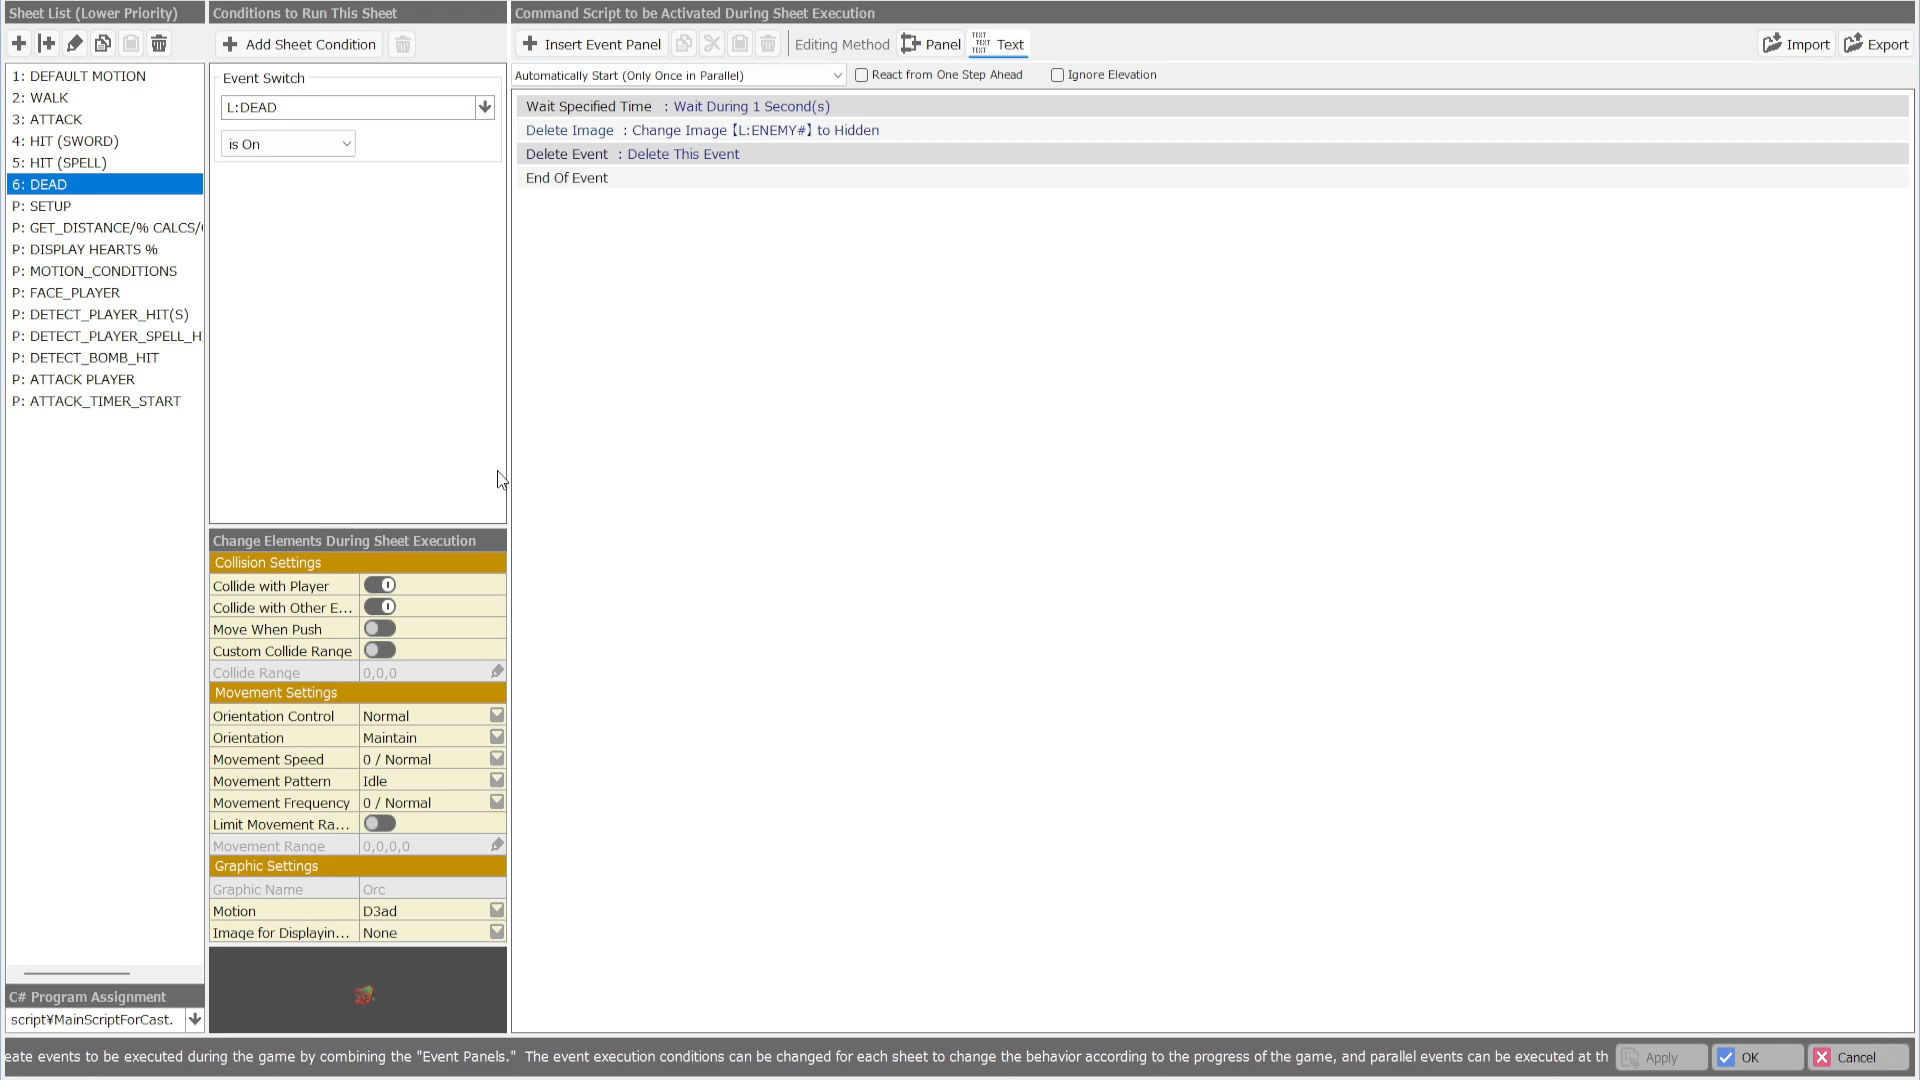 Sheet List (Lower Priority)
Conditions to Run This Sheet
Command Script to be Activated During Sheet Execution
Add Sheet Condition
Insert Event Panel
Editing Method
Panel
TEXT
TEXT
TEXT
Text
Import
Export
1: DEFAULT MOTION
2: WALK
3: ATTACK
4: HIT (SWORD)
5: HIT (SPELL)
6: DEAD
P: SETUP
P: GET_DISTANCE/% CALCS/
P: DISPLAY HEARTS %
P: MOTION_CONDITIONS
P: FACE_PLAYER
P: DETECT_PLAYER_HIT(S)
P: DETECT_PLAYER_SPELL_H
P: DETECT_BOMB_HIT
P: ATTACK PLAYER
P: ATTACK_TIMER_START
Event Switch
L:DEAD
is On
Automatically Start (Only Once in Parallel)
React from One Step Ahead
Ignore Elevation
Wait Specified Time : Wait During 1 Second(s)
Delete Image : Change Image【L:ENEMY#】to Hidden
Delete Event : Delete This Event
End Of Event
Change Elements During Sheet Execution
Collision Settings
Collide with Player
Collide with Other E...
Move When Push
Custom Collide Range
Collide Range 0,0,0
Movement Settings
Orientation Control Normal
Orientation Maintain
Movement Speed 0 / Normal
Movement Pattern Idle
Movement Frequency 0 / Normal
Limit Movement Ra...
Movement Range 0,0,0,0
Graphic Settings
Graphic Name Orc
Motion D3ad
Image for Displayin... None
C# Program Assignment
script¥MainScriptForCast.
eate events to be executed during the game by combining the "Event Panels." The event execution conditions can be changed for each sheet to change the behavior according to the progress of the game, and parallel events can be executed at th
Apply
OK
Cancel